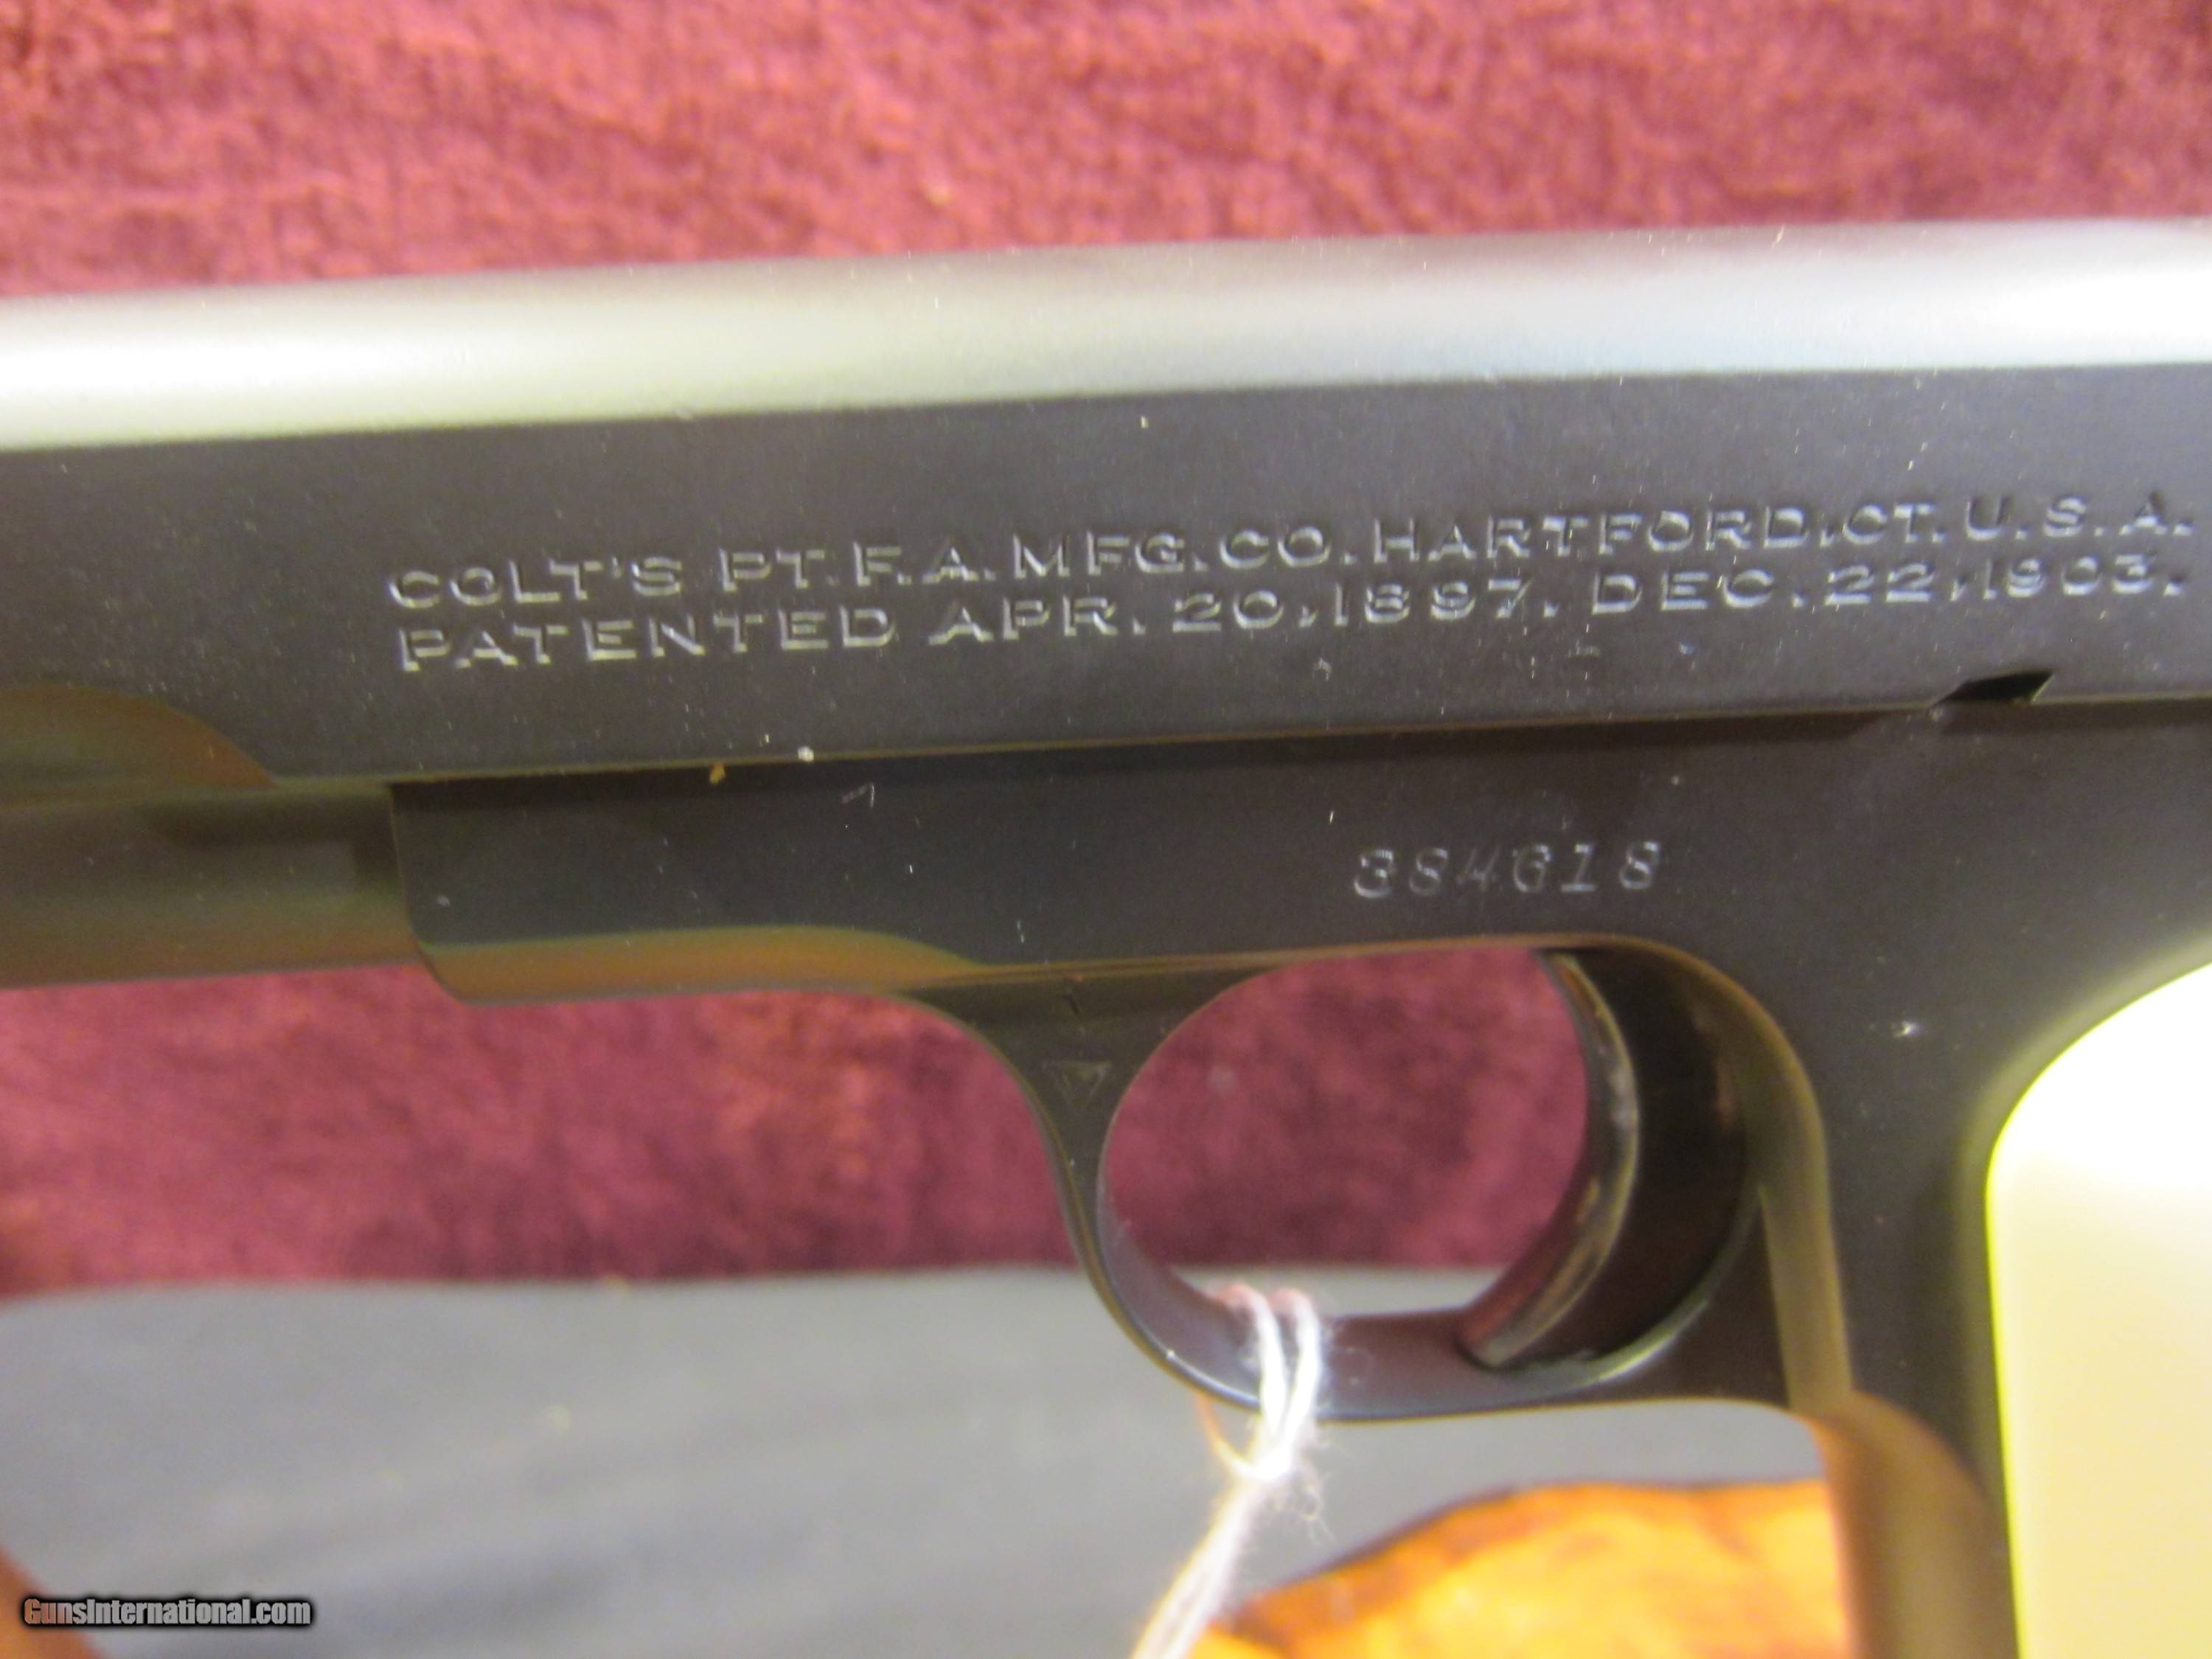 COLT'S PT. F. A. MFG. CO. HARTFORD, CT. U. S. A.
PATENTED APR. 20, 1897. DEC. 22, 1903.
384618
GunsInternational.com